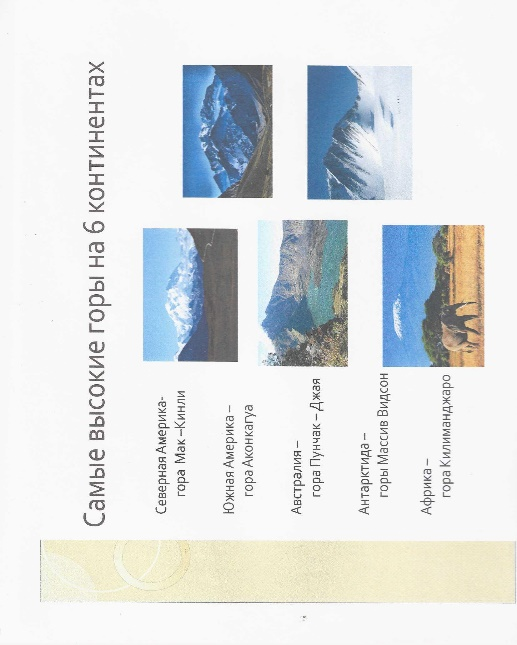 Самые высокие горы на 6 континентах
Северная Америка-
гора Мак –Кинли
Южная Америка –
гора Аконкагуа
Австралия –
гора Пунчак – Джая
Антарктида –
горы Массив Видсон
Африка –
гора Килиманджаро